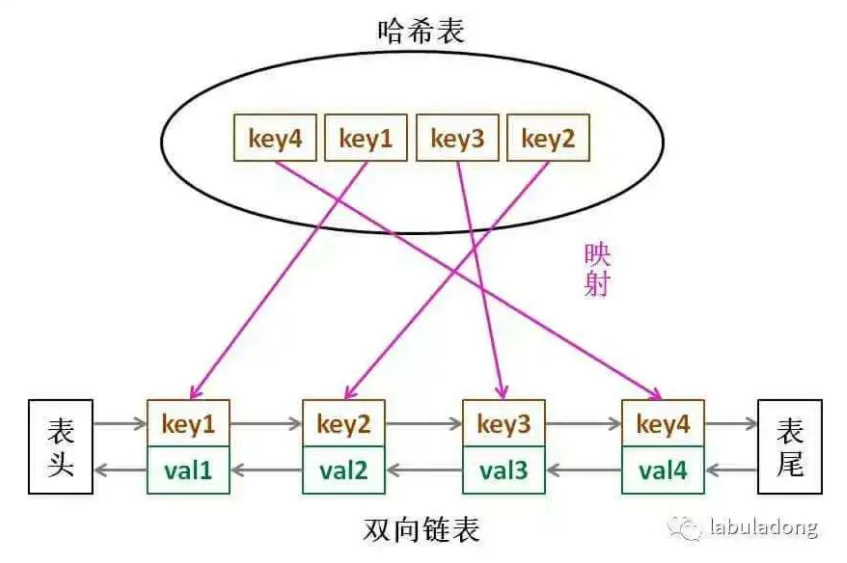 哈希表
key4 key1 key3 key2
映射
表头 key1 key2 key3 key4 表尾
val1 val2 val3 val4
双向链表
labuladong